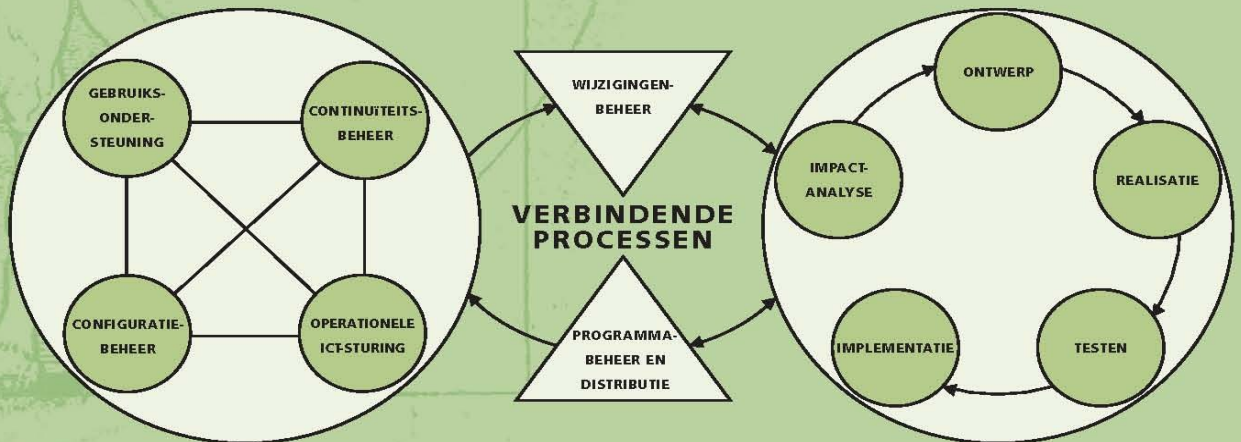 GEBRUIKS-
ONDER-
STEUNING
CONTINUÏTEITS-
BEHEER
CONFIGURATIE-
BEHEER
OPERATIONELE
ICT-STURING
WIJZIGINGEN-
BEHEER
VERBINDENDE
PROCESSEN
PROGRAMMA-
BEHEER EN
DISTRIBUTIE
ONTWERP
IMPACT-
ANALYSE
REALISATIE
IMPLEMENTATIE
TESTEN